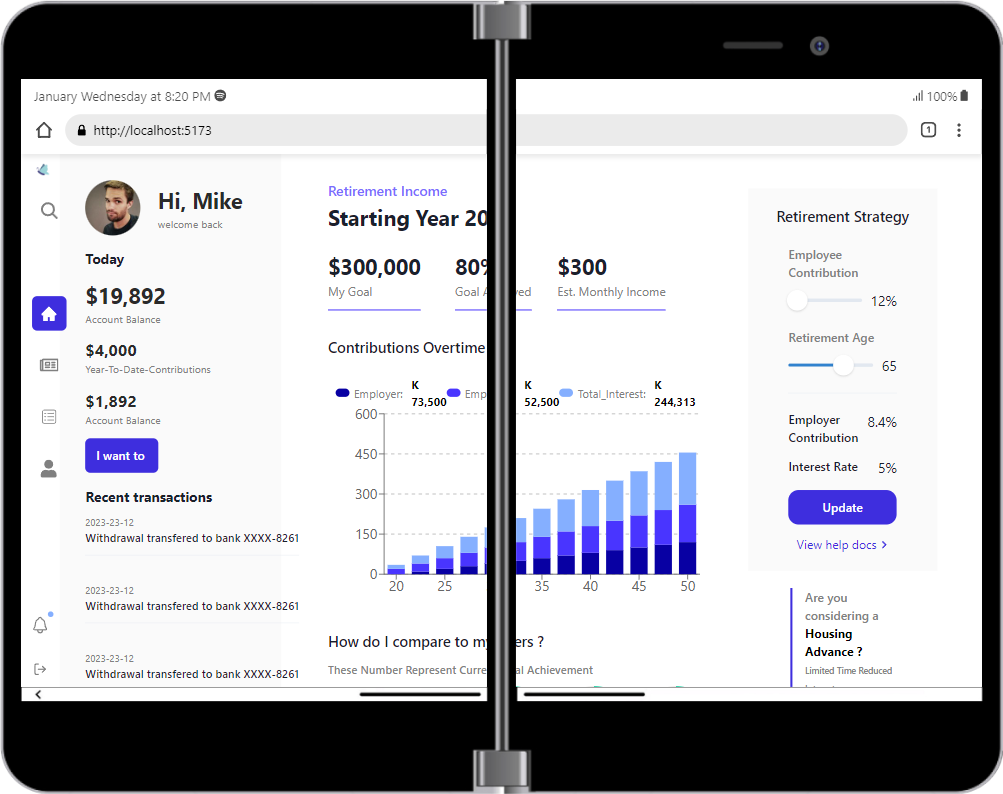 January Wednesday at 8:20 PM
100%
http://localhost:5173
1
Hi, Mike
welcome back
Today
$19,892
Account Balance
$4,000
Year-To-Date-Contributions
$1,892
Account Balance
I want to
Recent transactions
2023-23-12
Withdrawal transfered to bank XXXX-8261
2023-23-12
Withdrawal transfered to bank XXXX-8261
2023-23-12
Withdrawal transfered to bank XXXX-8261
Retirement Income
Starting Year 20
$300,000
My Goal
80%
Goal
$300
Est. Monthly Income
Contributions Overtime
Employer:
K
73,500
Emp
K
52,500
Total_Interest:
K
244,313
600
450
300
150
0
20
25
35
40
45
50
How do I compare to my ers ?
These Number Represent Curre al Achievement
Retirement Strategy
Employee
Contribution
12%
Retirement Age
65
Employer
Contribution
8.4%
Interest Rate
5%
Update
View help docs >
Are you
considering a
Housing
Advance ?
Limited Time Reduced